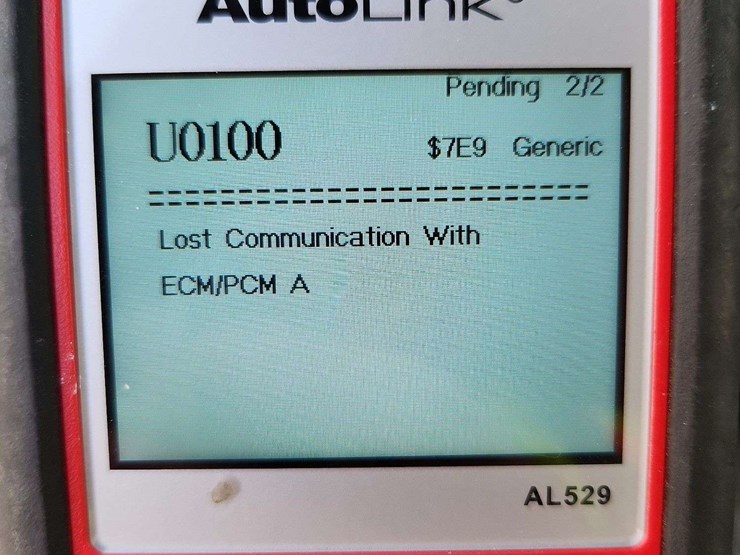 AutoLink®
Pending 2/2
U0100
$7E9 Generic
==============================
Lost Communication With
ECM/PCM A
AL529